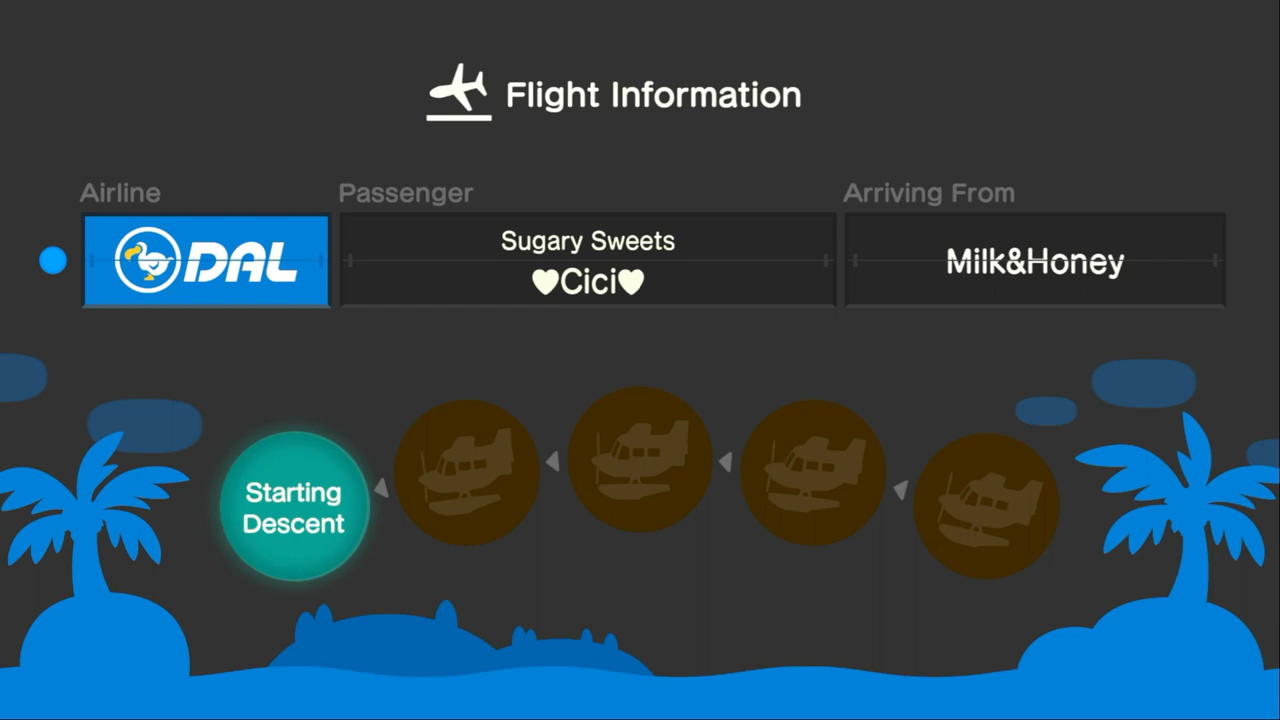 Flight Information
Airline
Passenger
Arriving From
DAL
Sugary Sweets
♥Cici♥
Milk&Honey
Starting
Descent